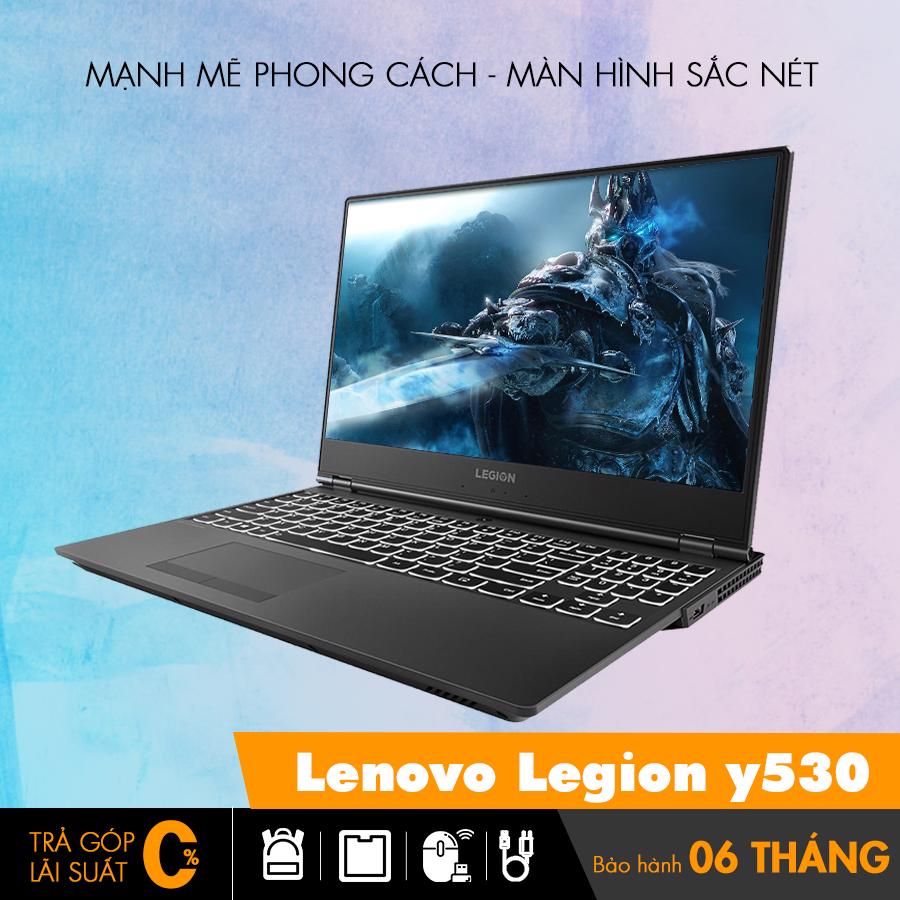 MẠNH MẼ PHONG CÁCH - MÀN HÌNH SẮC NÉT
LEGION
Lenovo Legion y530
TRẢ GÓP
LÃI SUẤT
0%
Bảo hành 06 THÁNG